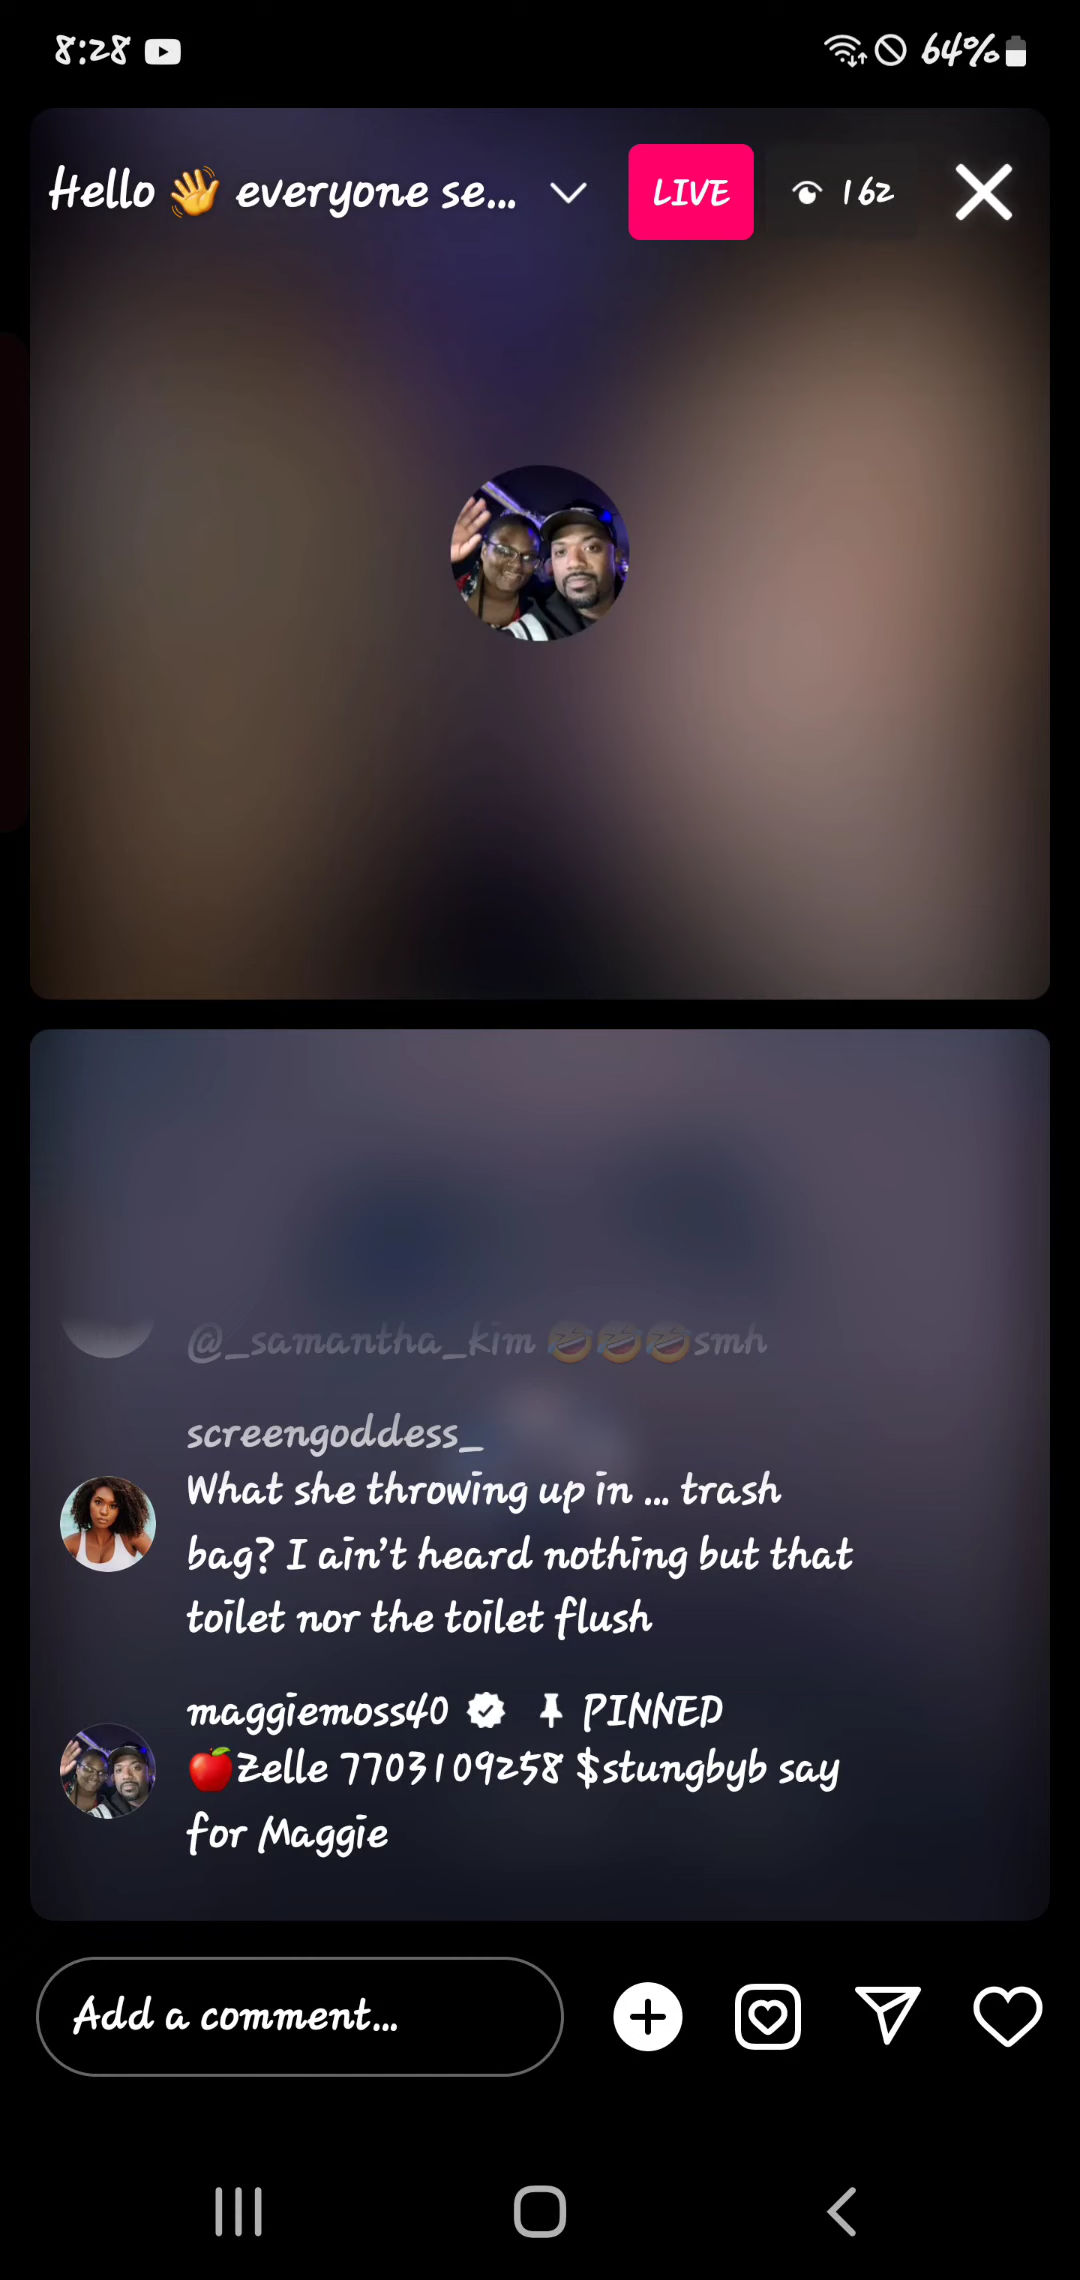 8:28 64%
Hello 👋 everyone se... LIVE 162
@_samantha_kim 🤣🤣🤣smh
screengoddess_
What she throwing up in ... trash
bag? I ain't heard nothing but that
toilet nor the toilet flush
maggiemoss40 PINNED
🍎Zelle 7703109258 $stungbyb say
for Maggie
Add a comment...